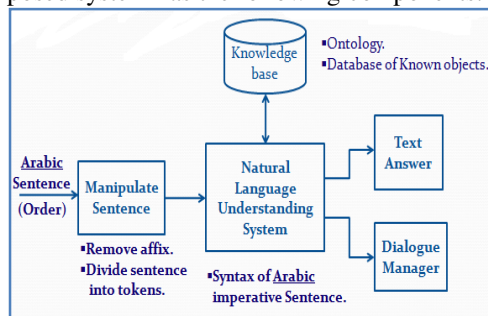 Knowledge
base
▪Ontology.
▪Database of Known objects.
Arabic
Sentence
(Order)
Manipulate
Sentence
▪Remove affix.
▪Divide sentence
into tokens.
Natural
Language
Understanding
System
▪Syntax of Arabic
imperative Sentence.
Text
Answer
Dialogue
Manager